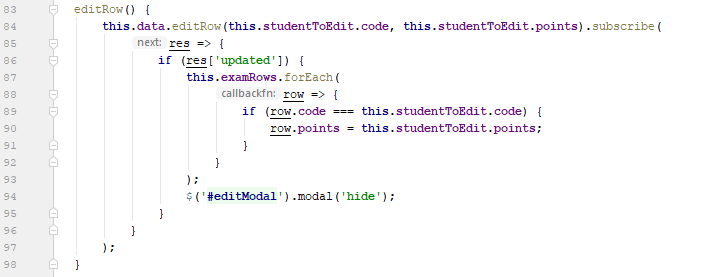 83 editRow() {
84 this.data.editRow(this.studentToEdit.code, this.studentToEdit.points).subscribe(
85 next: res => {
86 if (res['updated']) {
87 this.examRows.forEach(
88 callbackfn: row => {
89 if (row.code === this.studentToEdit.code) {
90 row.points = this.studentToEdit.points;
91 }
92 }
93 );
94 $('#editModal').modal('hide');
95 }
96 }
97 );
98 }